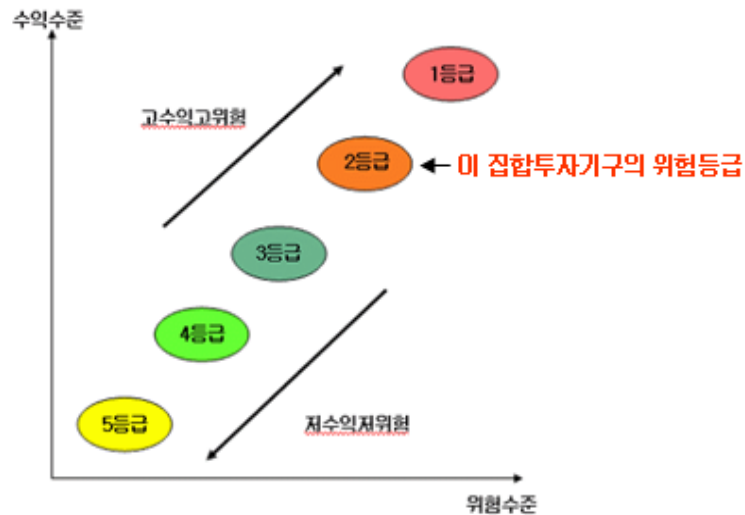 수익수준
1등급
고수익고위험
2등급
이 집합투자기구의 위험등급
3등급
4등급
5등급
저수익저위험
위험수준